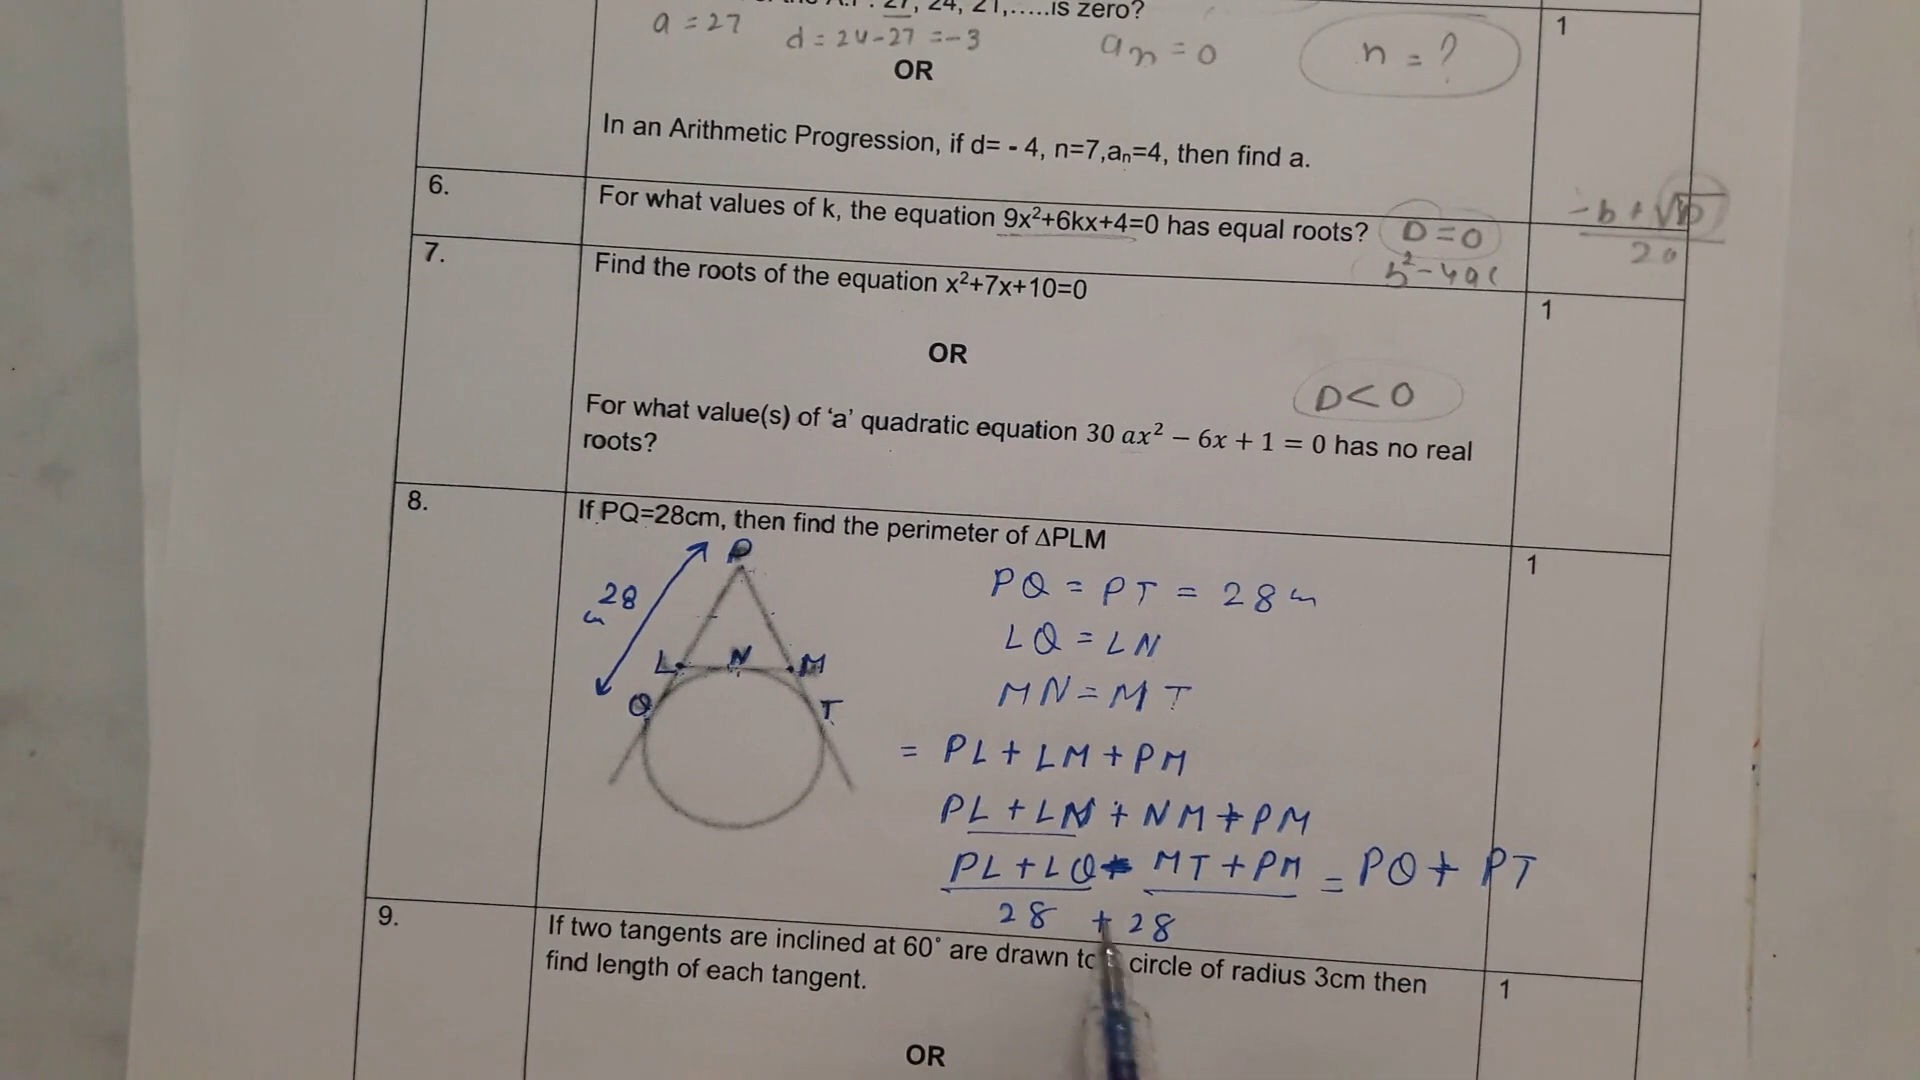 27, 24, 21,.....is zero?
1
a = 27 d = 24-27 = -3 an = 0 n = ?
OR
In an Arithmetic Progression, if d= - 4, n=7,aₙ=4, then find a.
6.
For what values of k, the equation 9x²+6kx+4=0 has equal roots? D=0
-b + √D
2a
b²-4ac
7.
Find the roots of the equation x²+7x+10=0
1
OR
D<0
For what value(s) of ‘a’ quadratic equation 30 ax² − 6x + 1 = 0 has no real
roots?
8.
If PQ=28cm, then find the perimeter of ΔPLM
1
P
28
L N M
Q T
PQ = PT = 28
LQ = LN
MN = MT
= PL + LM + PM
PL + LN + NM + PM
PL + LQ + MT + PM = PQ + PT
28 + 28
9.
If two tangents are inclined at 60˚ are drawn to circle of radius 3cm then
find length of each tangent.
1
OR